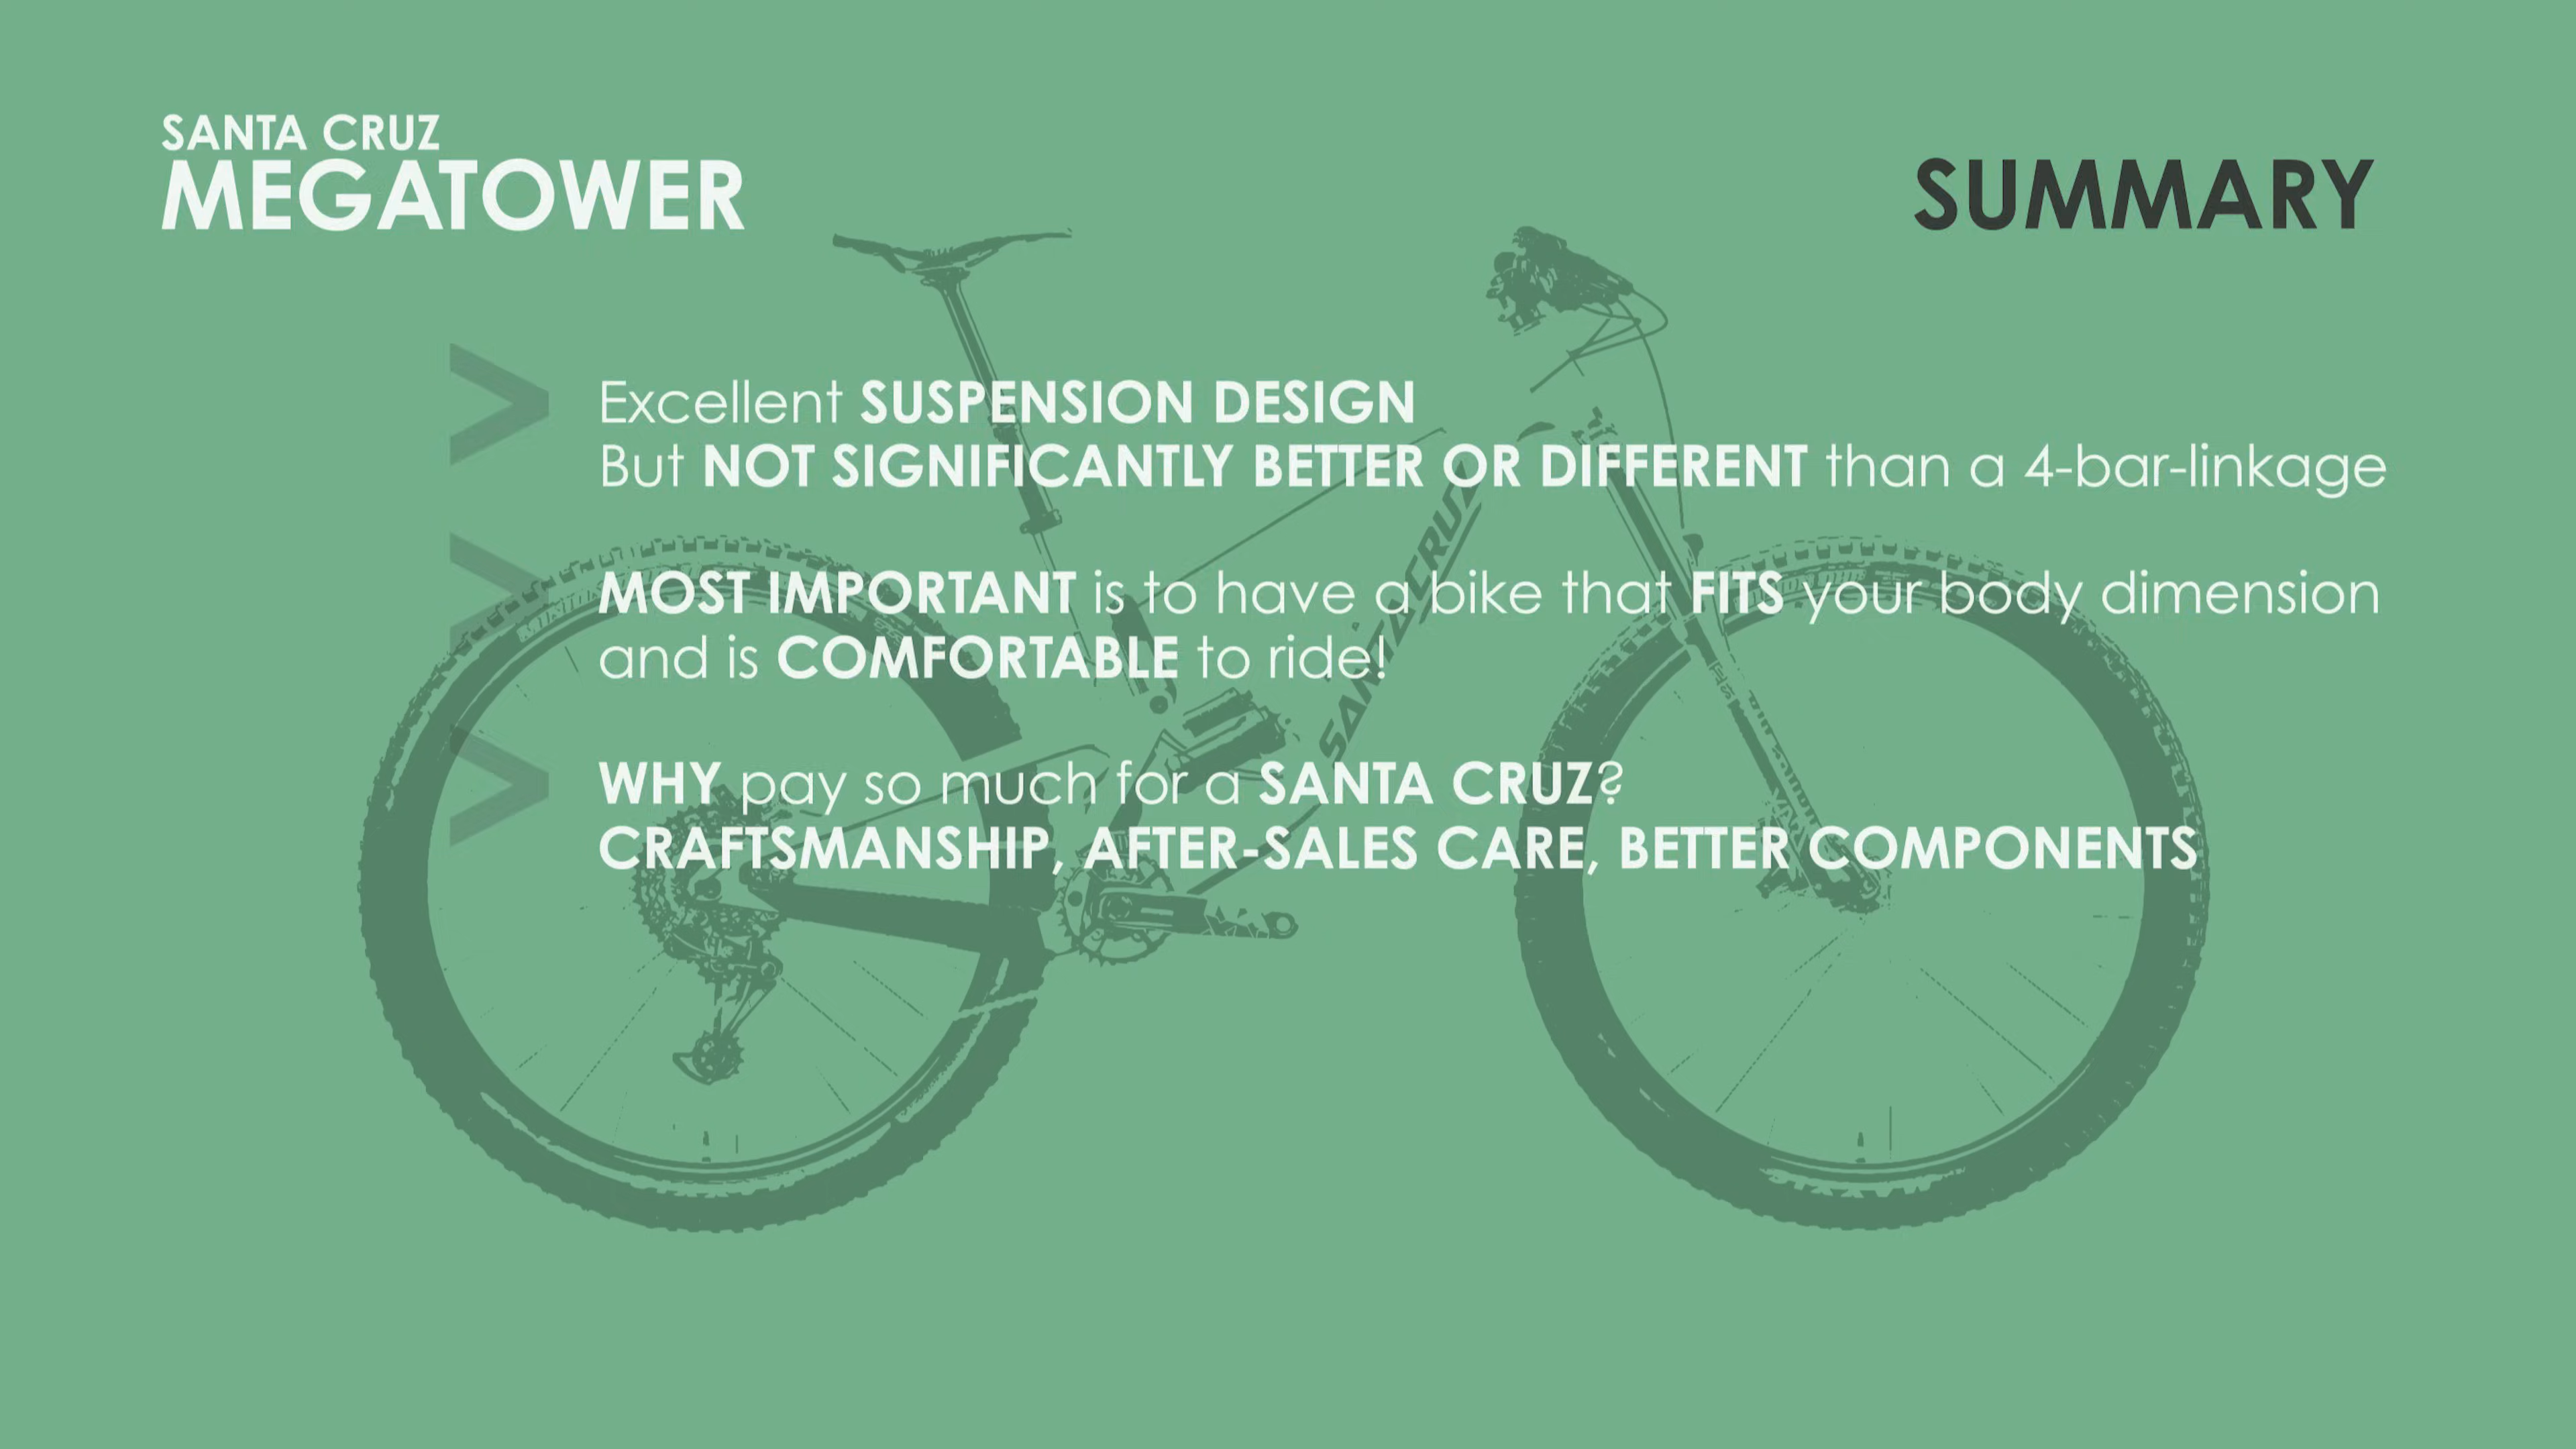 SANTA CRUZ
MEGATOWER
SUMMARY
> Excellent SUSPENSION DESIGN
But NOT SIGNIFICANTLY BETTER OR DIFFERENT than a 4-bar-linkage
> MOST IMPORTANT is to have a bike that FITS your body dimension
and is COMFORTABLE to ride!
> WHY pay so much for a SANTA CRUZ?
CRAFTSMANSHIP, AFTER-SALES CARE, BETTER COMPONENTS
SANTA CRUZ